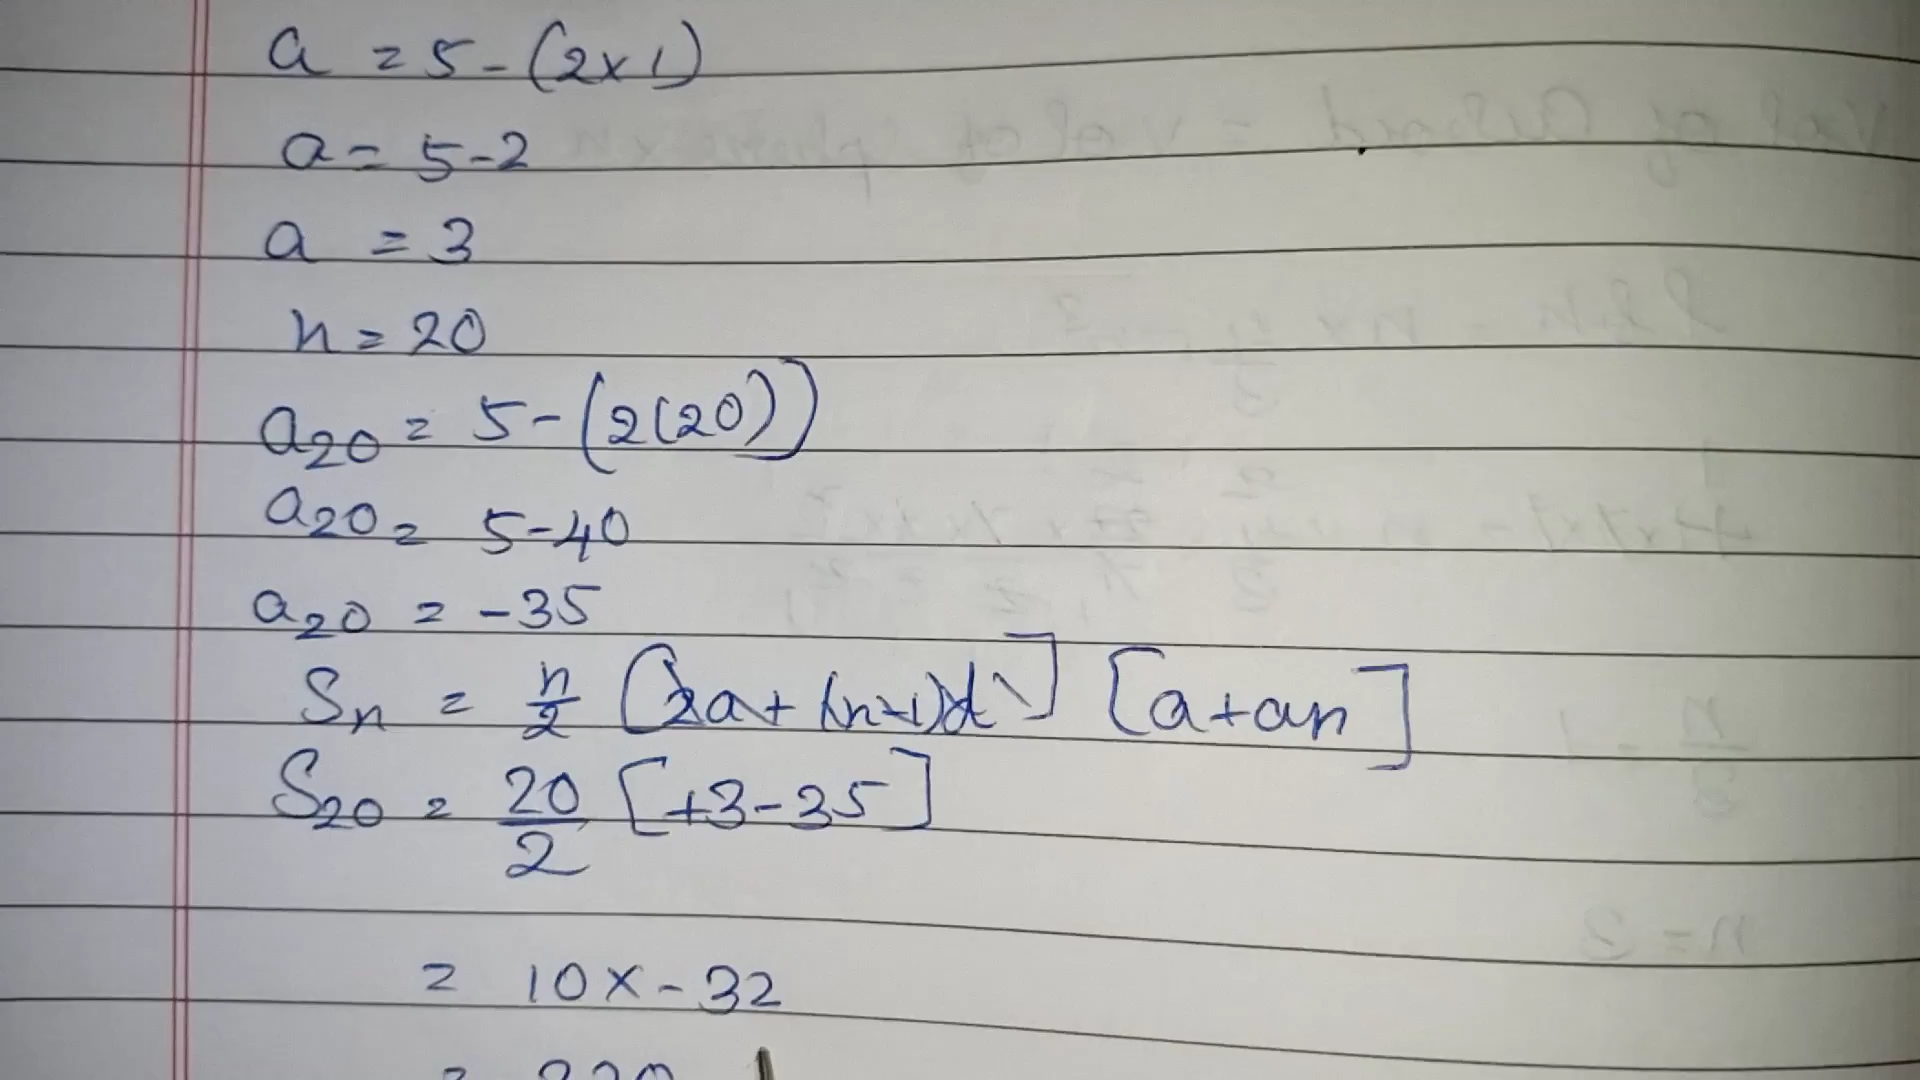 a = 5-(2×1)
a = 5-2
a = 3
n = 20
a20 = 5-(2(20))
a20 = 5-40
a20 = -35
Sn = n/2 [2a+(n-1)d] [a+an]
S20 = 20/2 [+3-35]
= 10×-32